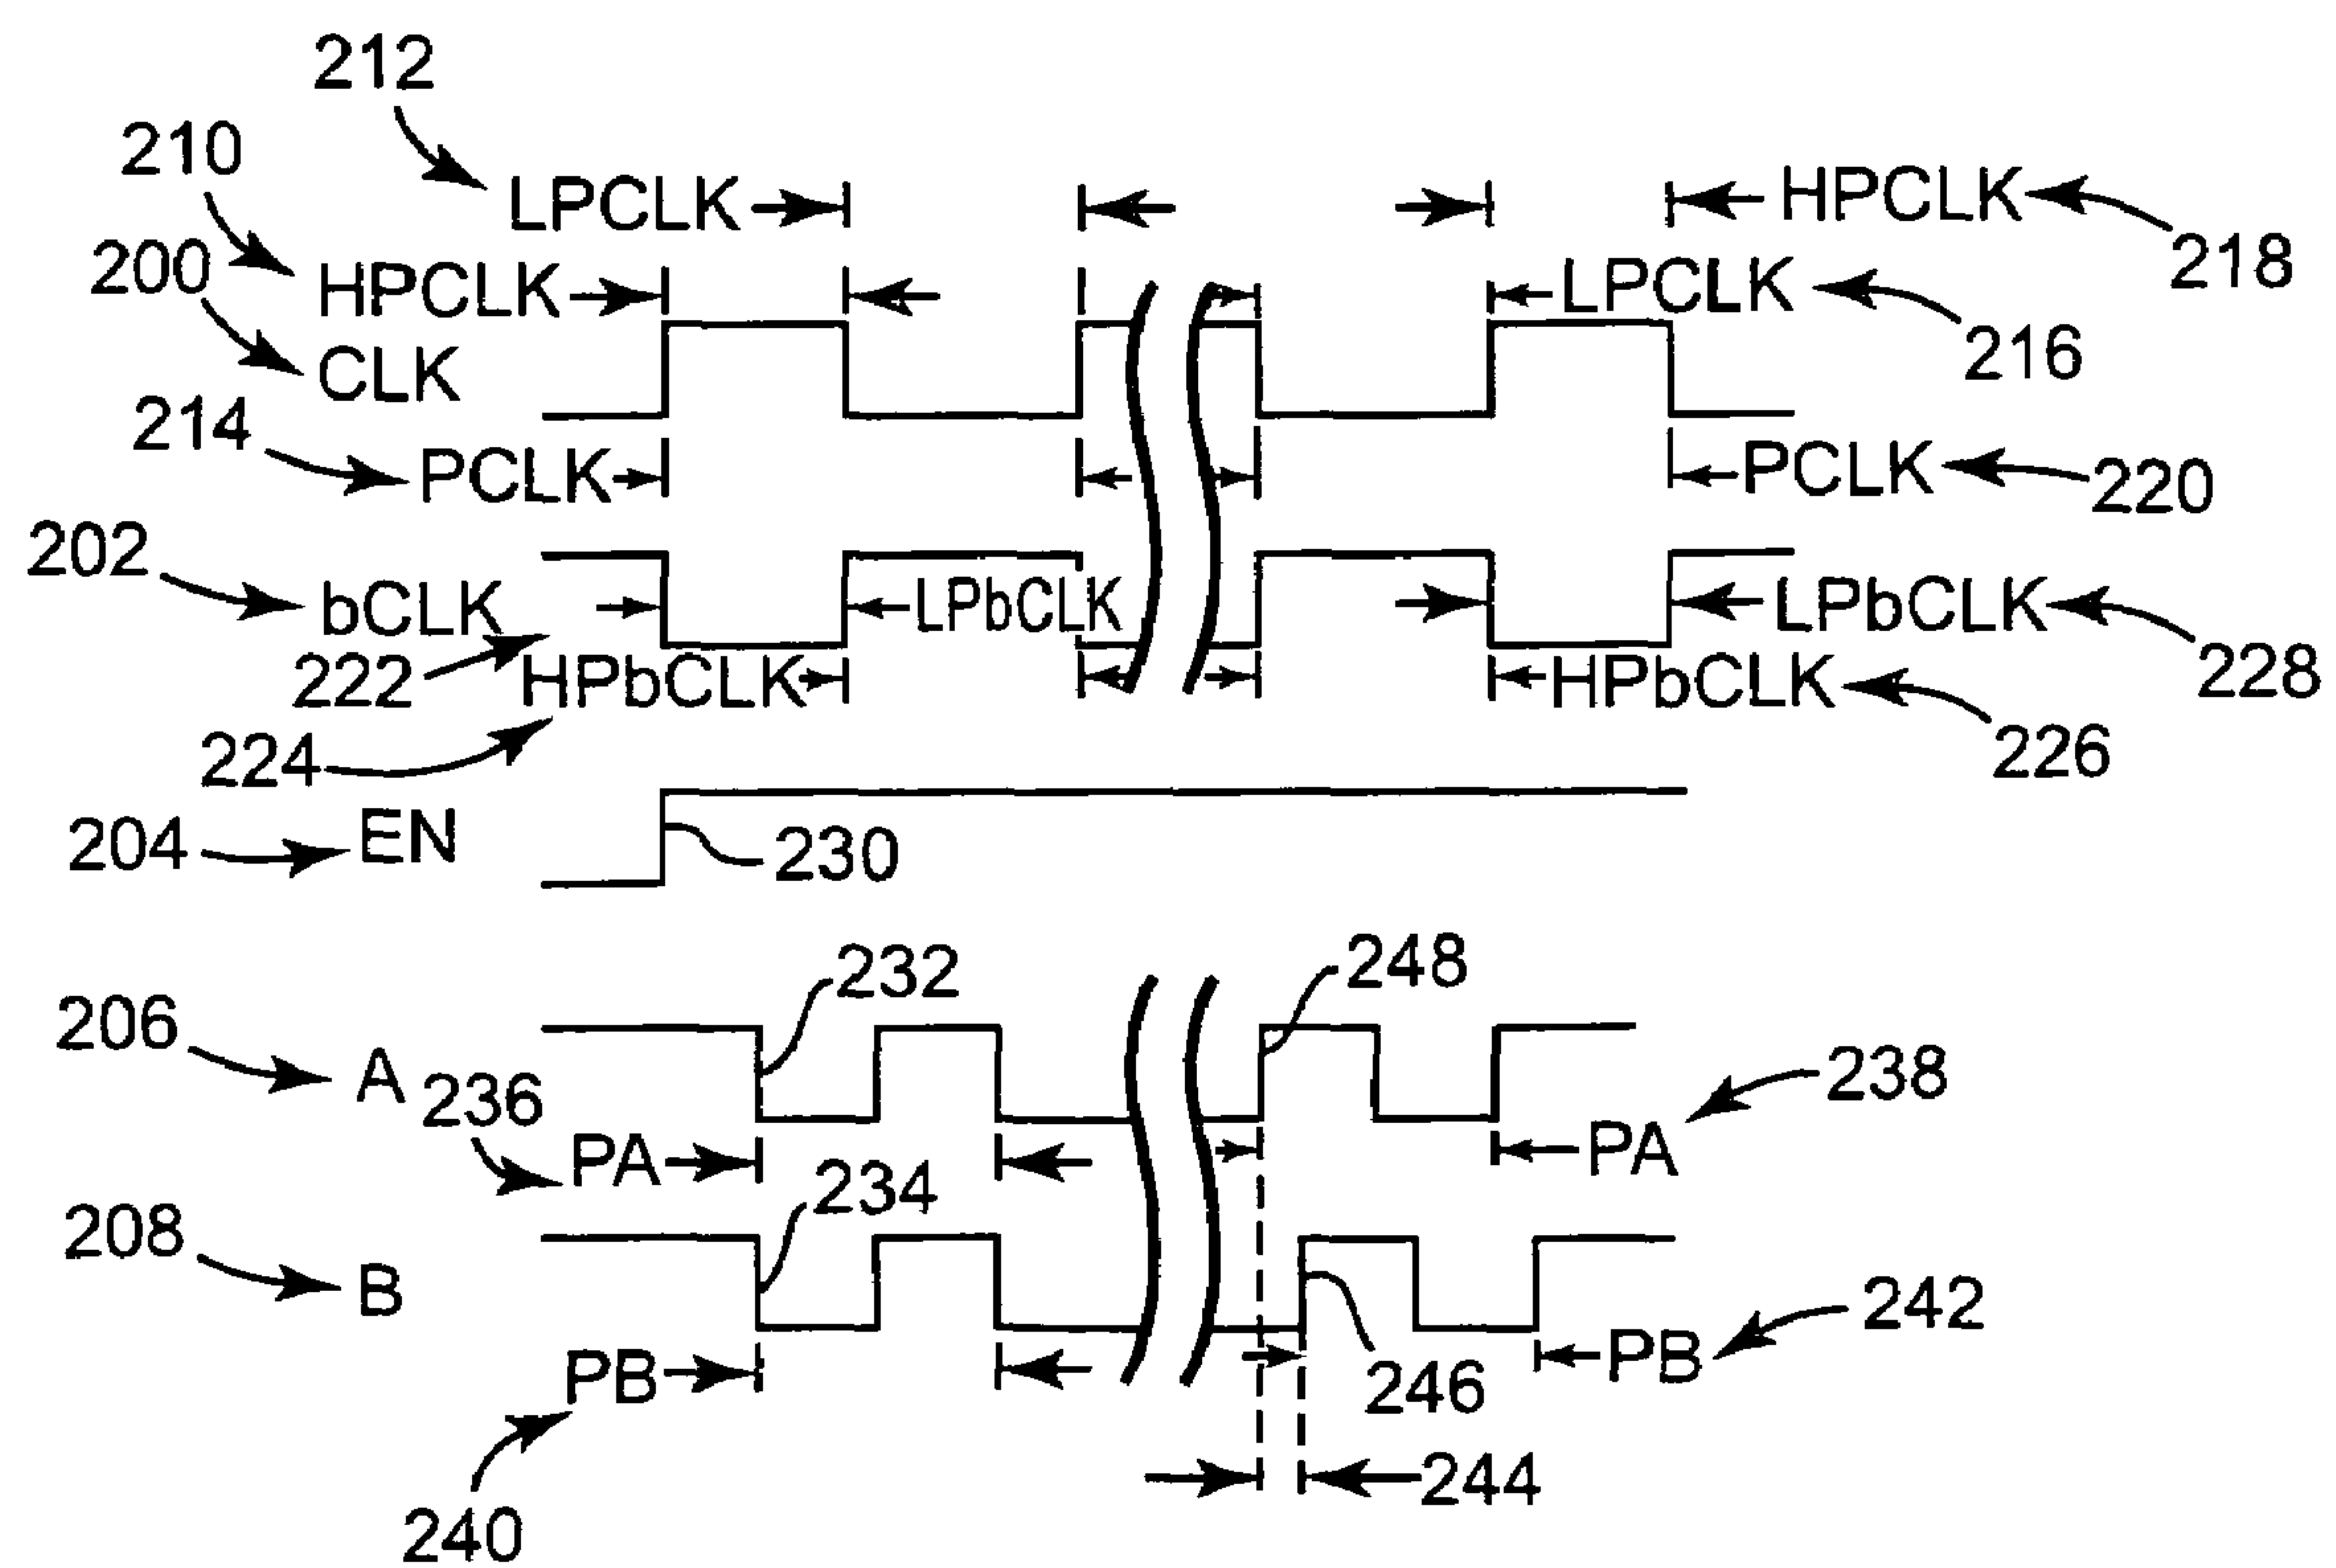 212
210
LPCLK
HPCLK
218
200
HPCLK
LPCLK
216
CLK
214
PCLK
PCLK
220
202
bCLK
LPbCLK
LPbCLK
228
222
HPbCLK
HPbCLK
226
224
204
EN
230
232
248
206
A
236
PA
PA
238
234
208
B
PB
PB
242
246
240
244